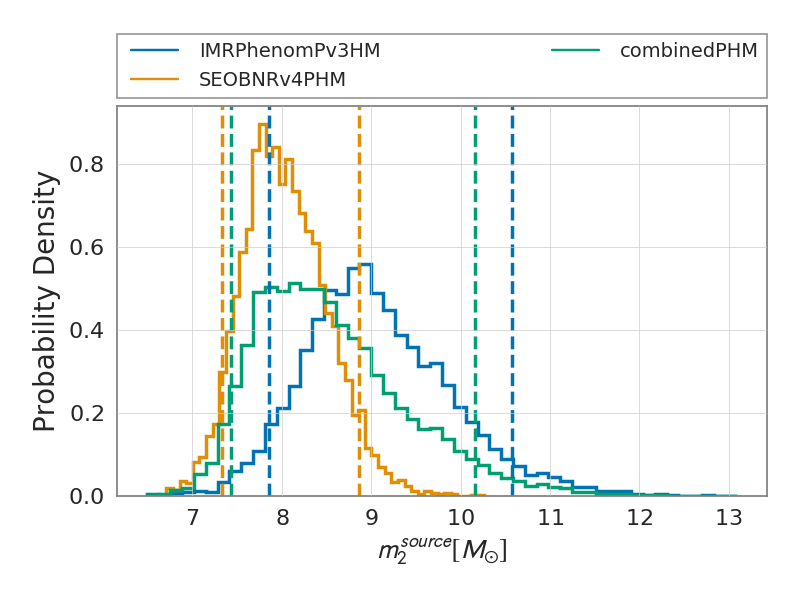 IMRPhenomPv3HM
SEOBNRv4PHM
combinedPHM
Probability Density
0.8
0.6
0.4
0.2
0.0
7 8 9 10 11 12 13
m₂^source[M⊙]